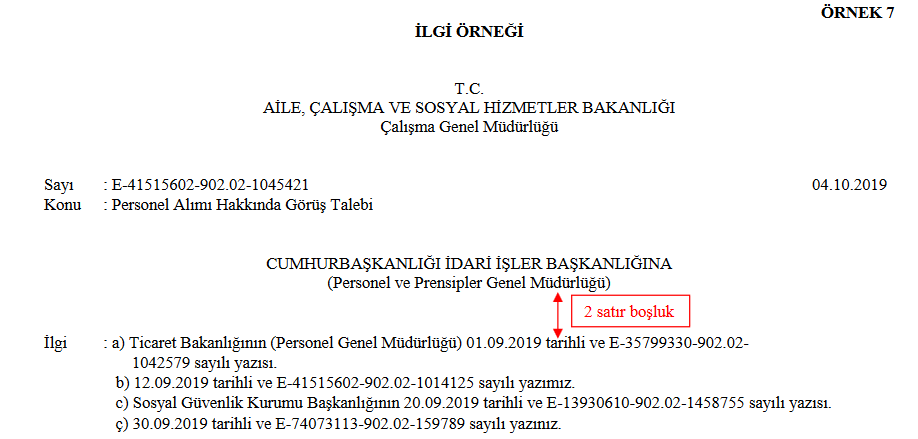 ÖRNEK 7
İLGİ ÖRNEĞİ
T.C.
AİLE, ÇALIŞMA VE SOSYAL HİZMETLER BAKANLIĞI
Çalışma Genel Müdürlüğü
Sayı : E-41515602-902.02-1045421 04.10.2019
Konu : Personel Alımı Hakkında Görüş Talebi
CUMHURBAŞKANLIĞI İDARİ İŞLER BAŞKANLIĞINA
(Personel ve Prensipler Genel Müdürlüğü)
2 satır boşluk
İlgi : a) Ticaret Bakanlığının (Personel Genel Müdürlüğü) 01.09.2019 tarihli ve E-35799330-902.02-
1042579 sayılı yazısı.
b) 12.09.2019 tarihli ve E-41515602-902.02-1014125 sayılı yazımız.
c) Sosyal Güvenlik Kurumu Başkanlığının 20.09.2019 tarihli ve E-13930610-902.02-1458755 sayılı yazısı.
ç) 30.09.2019 tarihli ve E-74073113-902.02-159789 sayılı yazınız.